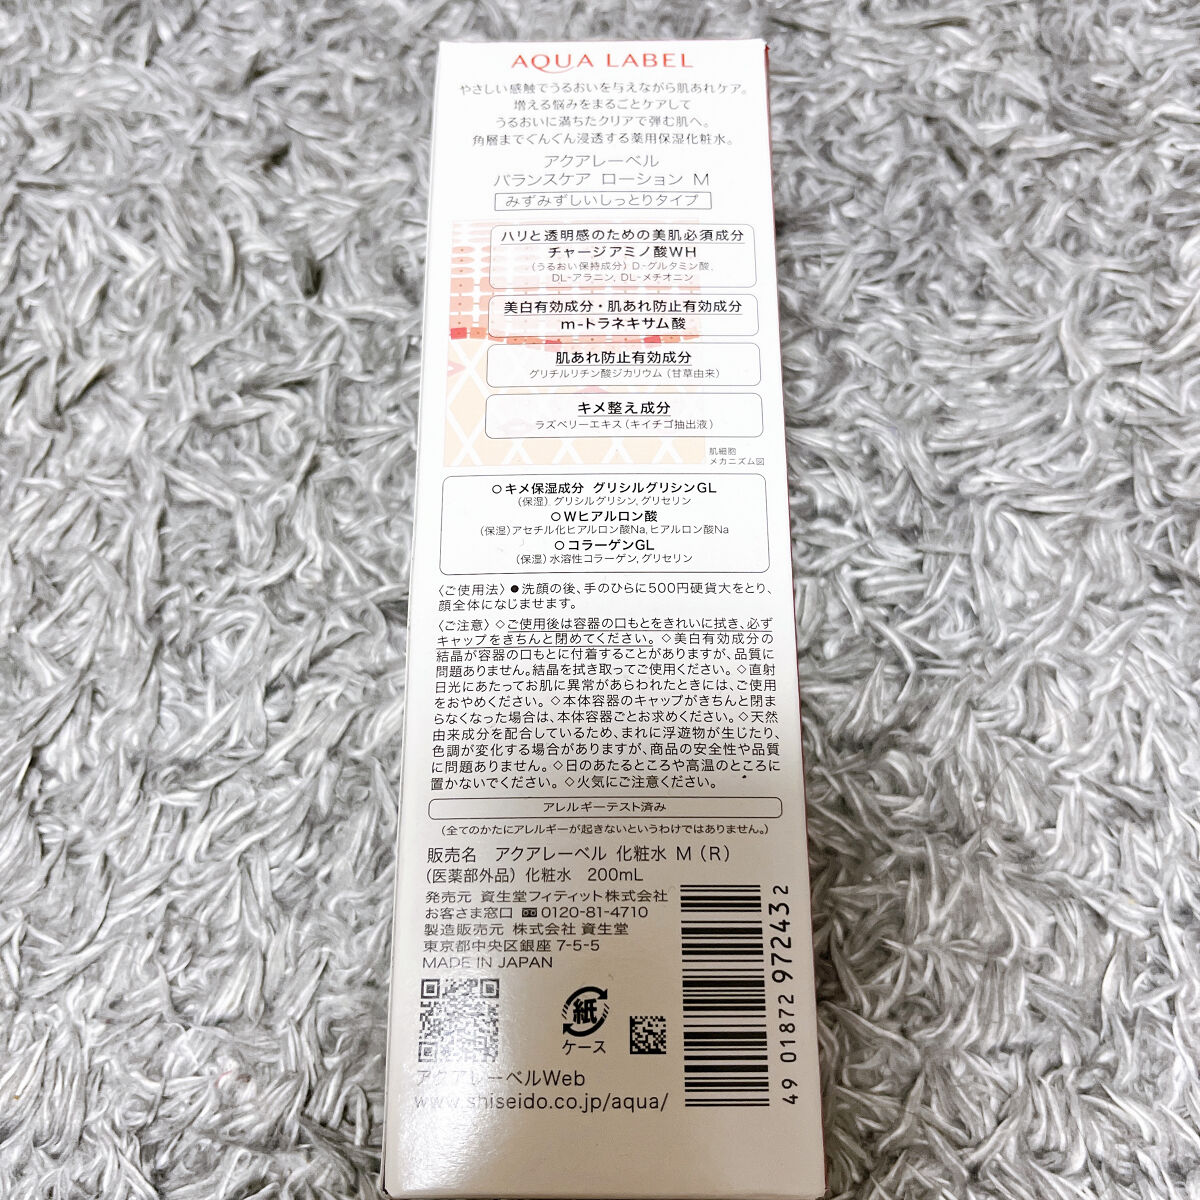 AQUA LABEL
やさしい感触でうるおいを与えながら肌あれケア。
増える悩みをまるごとケアして
うるおいに満ちたクリアで弾む肌へ。
角層までぐんぐん浸透する薬用保湿化粧水。
アクアレーベル
バランスケア ローション M
みずみずしいしっとりタイプ
ハリと透明感のための美肌必須成分
チャージアミノ酸WH
(うるおい保持成分) D-グルタミン酸、
DL-アラニン, DL-メチオニン
美白有効成分・肌あれ防止有効成分
m-トラネキサム酸
肌あれ防止有効成分
グリチルリチン酸ジカリウム(甘草由来)
キメ整え成分
ラズベリーエキス(キイチゴ抽出液)
肌細胞
メカニズム図
○キメ保湿成分 グリシルグリシンGL
(保湿) グリシルグリシン, グリセリン
○Wヒアルロン酸
(保湿)アセチル化ヒアルロン酸Na, ヒアルロン酸Na
○コラーゲンGL
(保湿) 水溶性コラーゲン, グリセリン
〈ご使用法〉●洗顔の後、手のひらに500円硬貨大をとり、
顔全体になじませます。
〈ご注意〉◇ご使用後は容器の口もとをきれいに拭き、必ず
キャップをきちんと閉めてください。◇美白有効成分の
結晶が容器の口もとに付着することがありますが、品質に
問題ありません。結晶を拭き取ってご使用ください。◇直射
日光にあたってお肌に異常があらわれたときには、ご使用
をおやめください。◇本体容器のキャップがきちんと閉ま
らなくなった場合は、本体容器ごとお求めください。◇天然
由来成分を配合しているため、まれに浮遊物が生じたり、
色調が変化する場合がありますが、商品の安全性や品質
に問題ありません。◇日のあたるところや高温のところに
置かないでください。◇火気にご注意ください。
アレルギーテスト済み
(全てのかたにアレルギーが起きないというわけではありません。)
販売名 アクアレーベル 化粧水 M (R)
(医薬部外品) 化粧水 200mL
発売元 資生堂フィティット株式会社
お客さま窓口 0120-81-4710
製造販売元 株式会社 資生堂
東京都中央区銀座 7-5-5
MADE IN JAPAN
紙
ケース
アクアレーベルWeb
www.shiseido.co.jp/aqua/
49 01872 972432